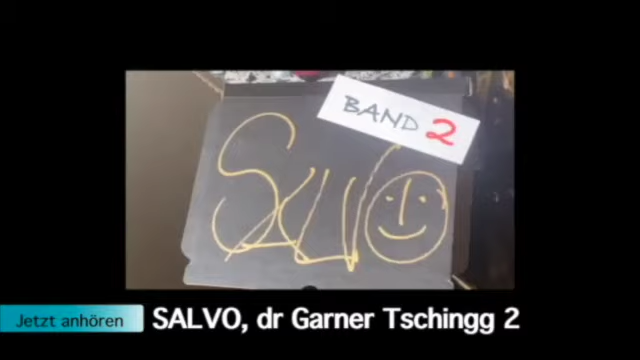 BAND 2
SALVO
Jetzt anhören
SALVO, dr Garner Tschingg 2